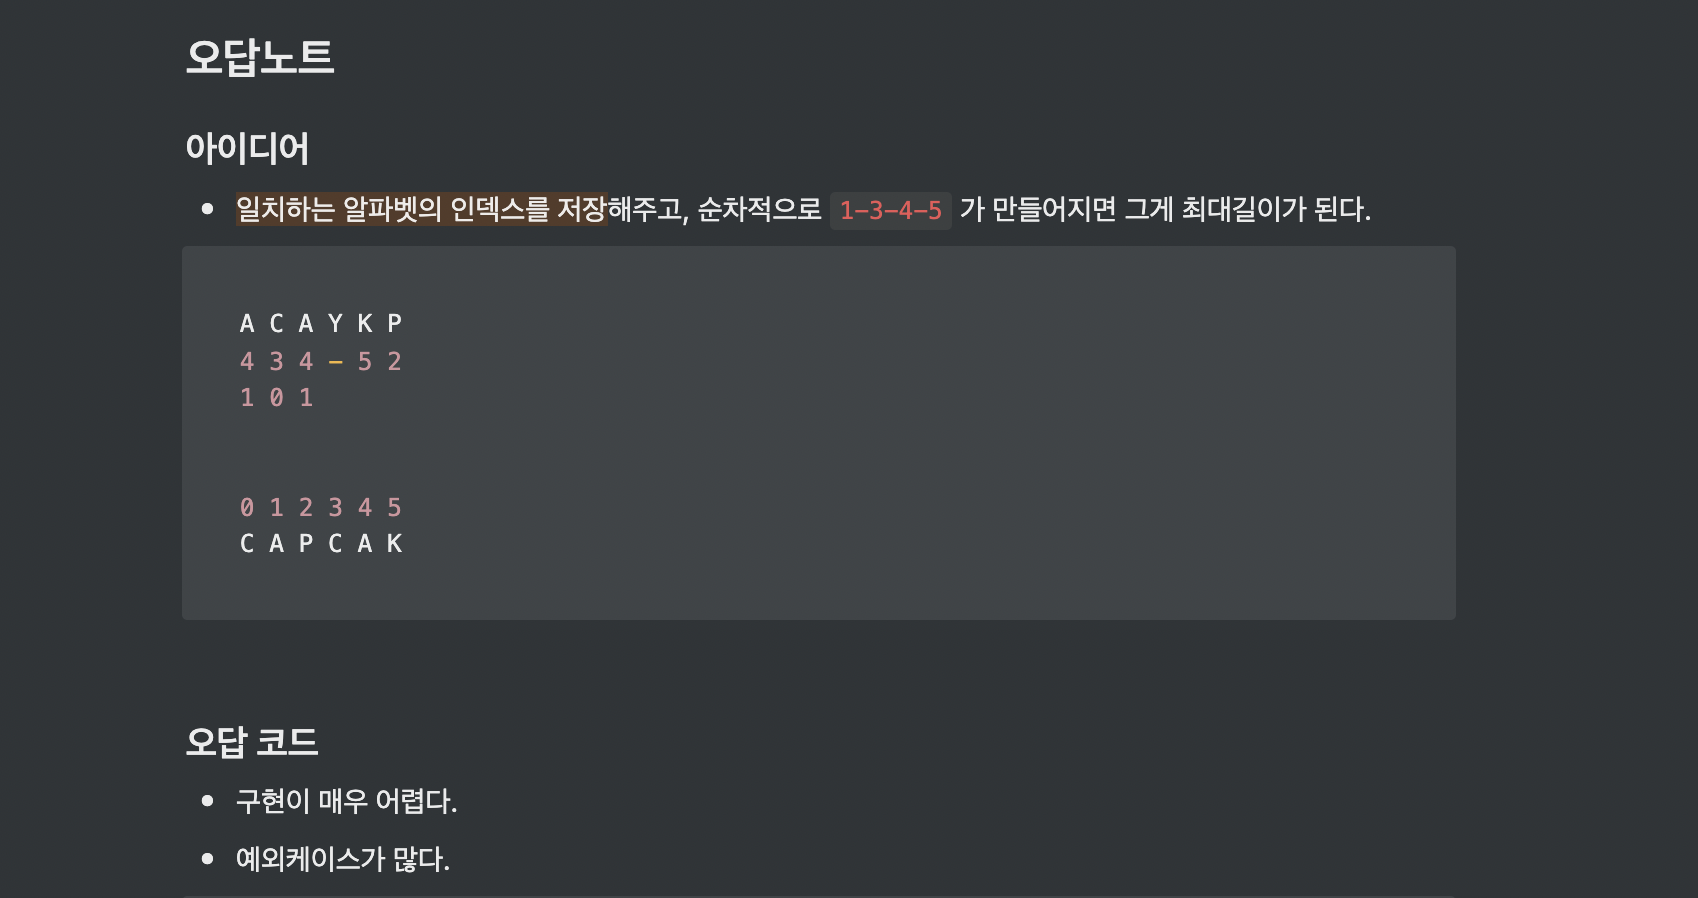 오답노트
아이디어
• 일치하는 알파벳의 인덱스를 저장해주고, 순차적으로 1-3-4-5 가 만들어지면 그게 최대길이가 된다.
A C A Y K P
4 3 4 - 5 2
1 0 1
0 1 2 3 4 5
C A P C A K
오답 코드
• 구현이 매우 어렵다.
• 예외케이스가 많다.